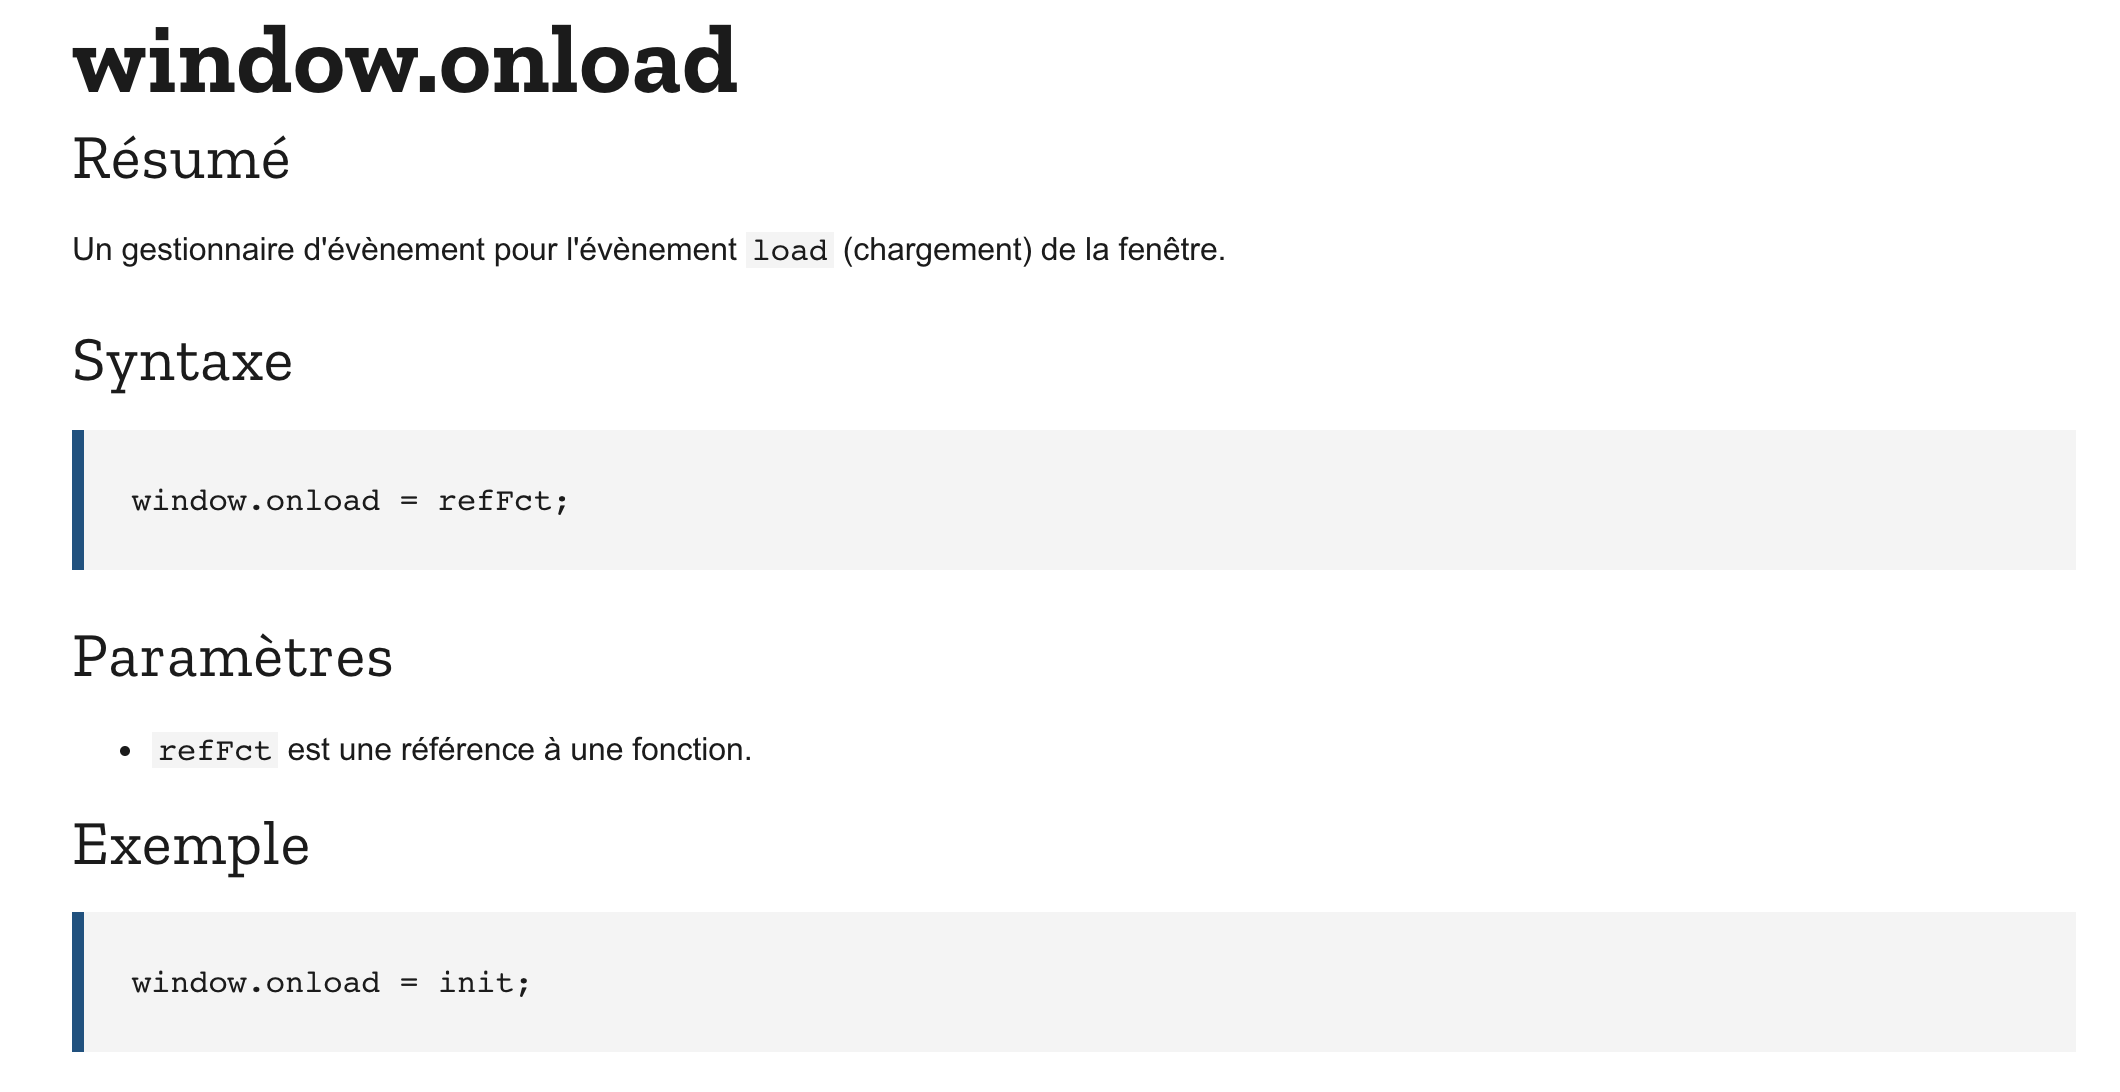 window.onload
Résumé
Un gestionnaire d'évènement pour l'évènement load (chargement) de la fenêtre.
Syntaxe
window.onload = refFct;
Paramètres
• refFct est une référence à une fonction.
Exemple
window.onload = init;